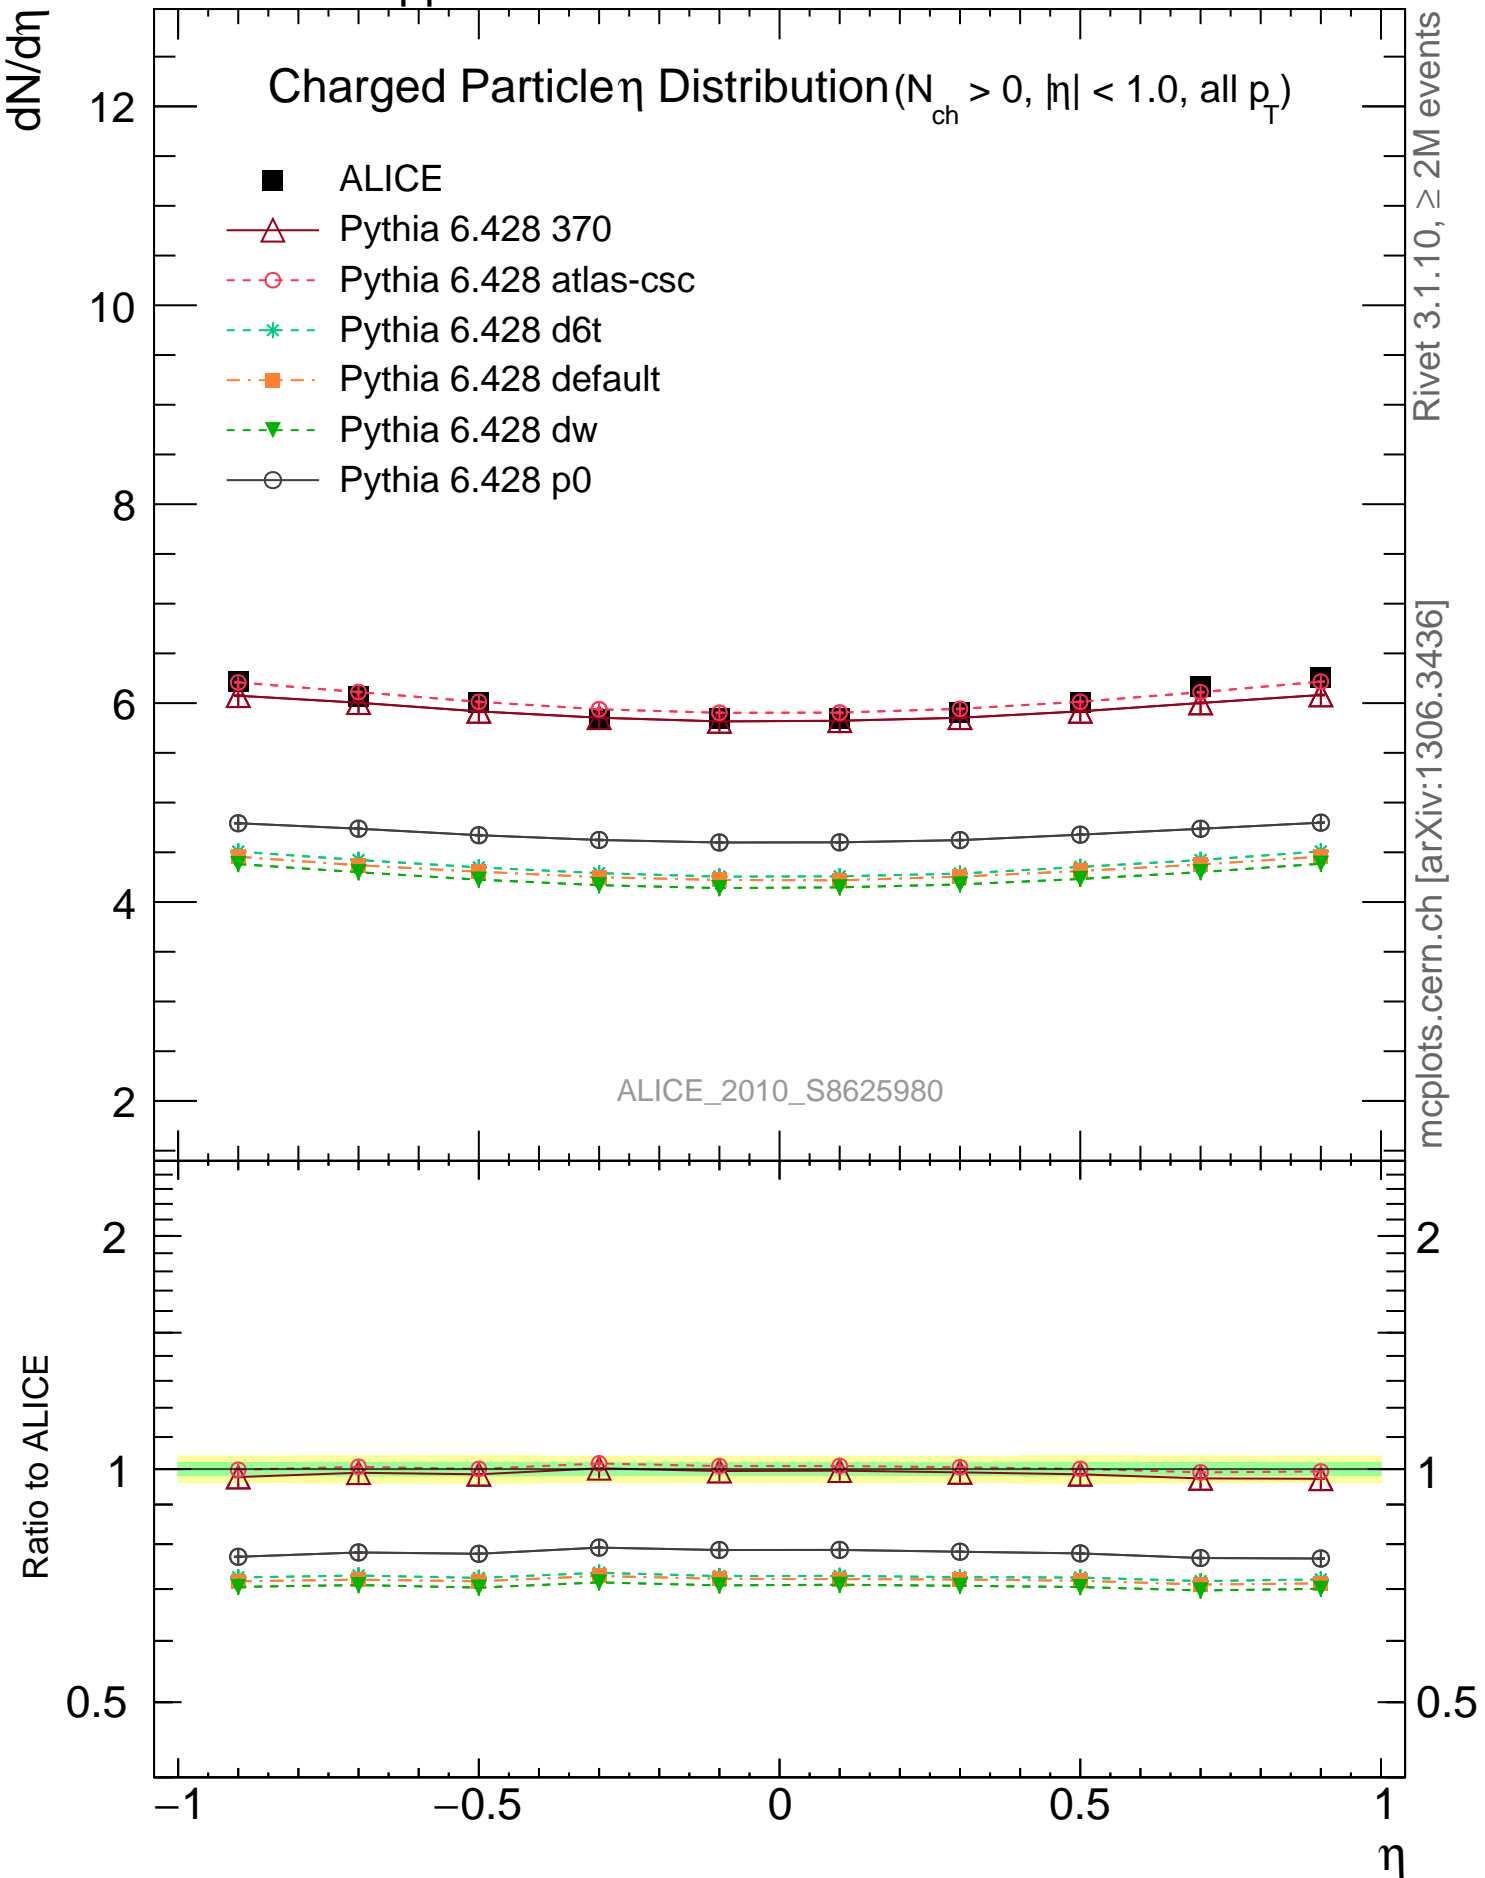 dN/dη
Charged Particle η Distribution (N_ch > 0, |η| < 1.0, all p_T)
ALICE
Pythia 6.428 370
Pythia 6.428 atlas-csc
Pythia 6.428 d6t
Pythia 6.428 default
Pythia 6.428 dw
Pythia 6.428 p0
12
10
8
6
4
2
ALICE_2010_S8625980
Rivet 3.1.10, ≥ 2M events
mcplots.cern.ch [arXiv:1306.3436]
Ratio to ALICE
2
1
0.5
2
1
0.5
−1
−0.5
0
0.5
1
η